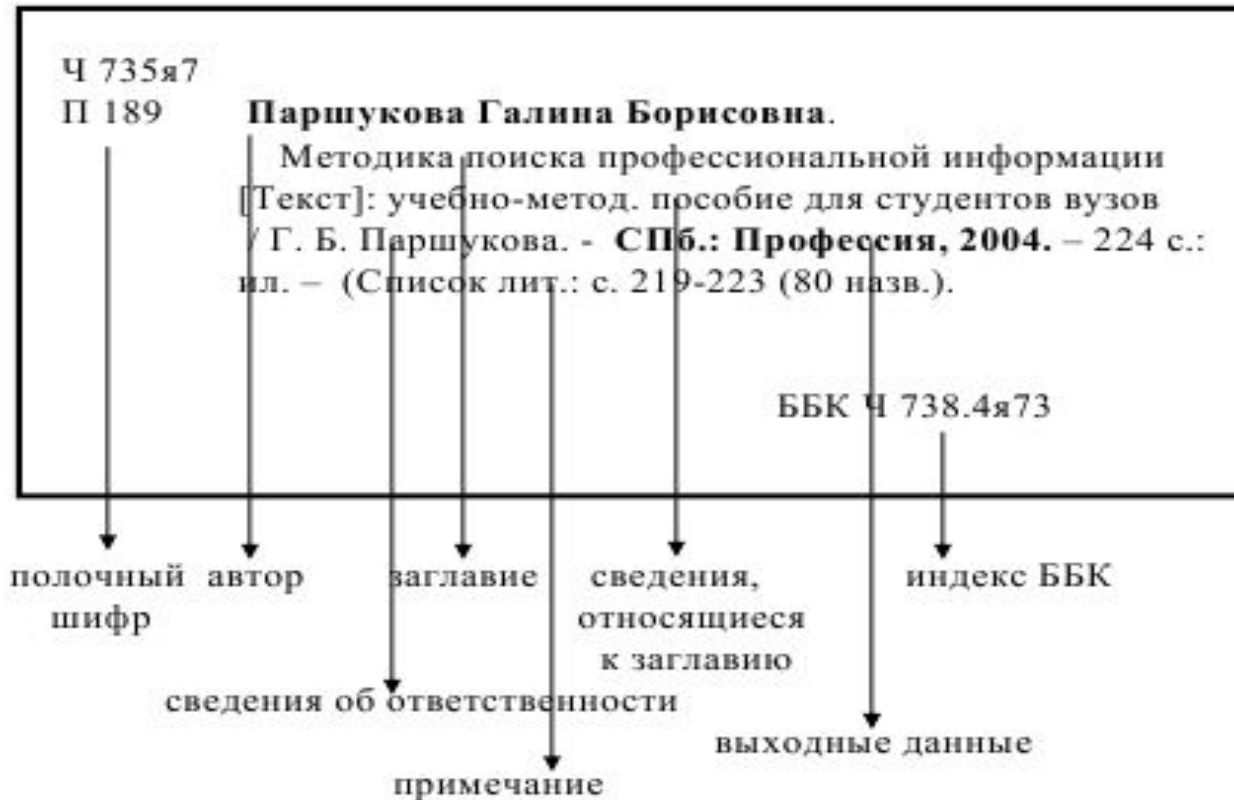 Ч 735я7
П 189 Паршукова Галина Борисовна.
Методика поиска профессиональной информации
[Текст]: учебно-метод. пособие для студентов вузов
/ Г. Б. Паршукова. - СПб.: Профессия, 2004. – 224 с.:
ил. – (Список лит.: с. 219-223 (80 назв.).
ББК Ч 738.4я73
полочный автор заглавие сведения, индекс ББК
шифр относящиеся
к заглавию
сведения об ответственности
выходные данные
примечание